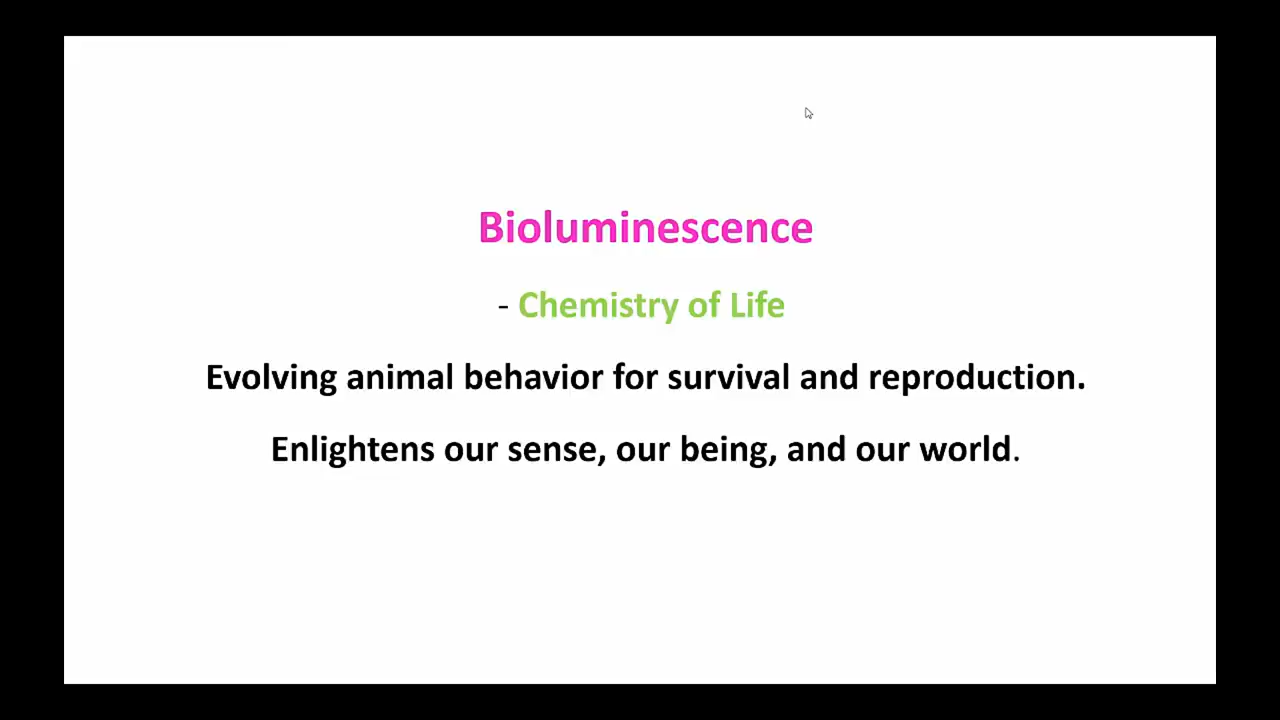 Bioluminescence
- Chemistry of Life
Evolving animal behavior for survival and reproduction.
Enlightens our sense, our being, and our world.